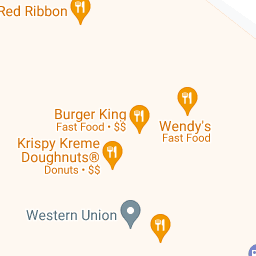 Red Ribbon
Burger King
Fast Food • $$
Wendy's
Fast Food
Krispy Kreme
Doughnuts®
Donuts • $$
Western Union